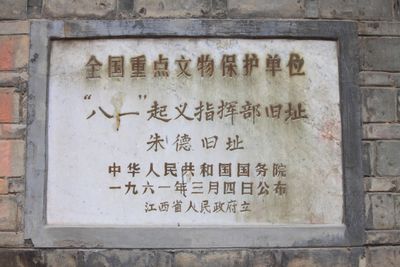 全国重点文物保护单位
“八一”起义指挥部旧址
朱德旧址
中华人民共和国国务院
一九六一年三月四日公布
江西省人民政府立